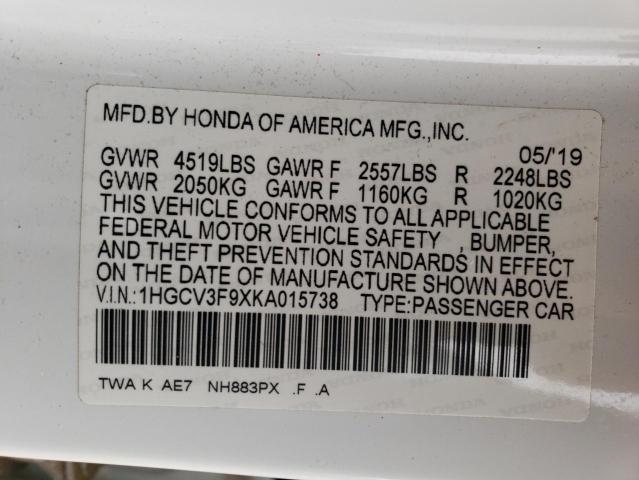 MFD.BY HONDA OF AMERICA MFG.,INC.
05/'19
GVWR 4519LBS GAWR F 2557LBS R 2248LBS
GVWR 2050KG GAWR F 1160KG R 1020KG
THIS VEHICLE CONFORMS TO ALL APPLICABLE
FEDERAL MOTOR VEHICLE SAFETY , BUMPER,
AND THEFT PREVENTION STANDARDS IN EFFECT
ON THE DATE OF MANUFACTURE SHOWN ABOVE.
V.I.N.:1HGCV3F9XKA015738 TYPE:PASSENGER CAR
TWA K AE7 NH883PX .F .A